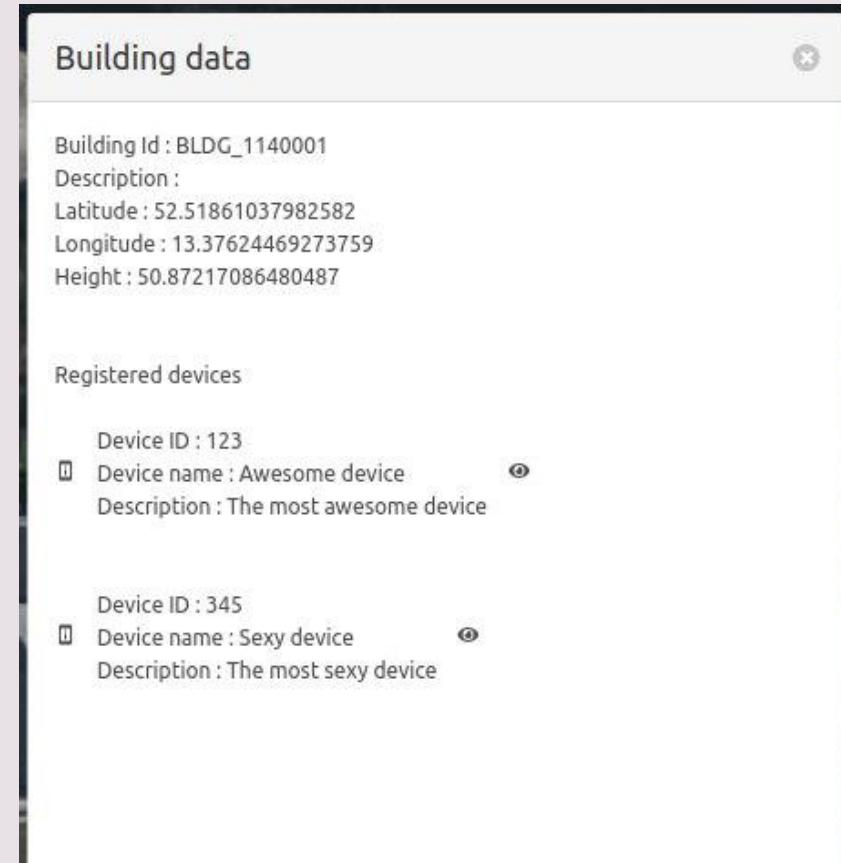 Building data
Building Id : BLDG_1140001
Description :
Latitude : 52.51861037982582
Longitude : 13.37624469273759
Height : 50.87217086480487
Registered devices
Device ID : 123
Device name : Awesome device
Description : The most awesome device
Device ID : 345
Device name : Sexy device
Description : The most sexy device